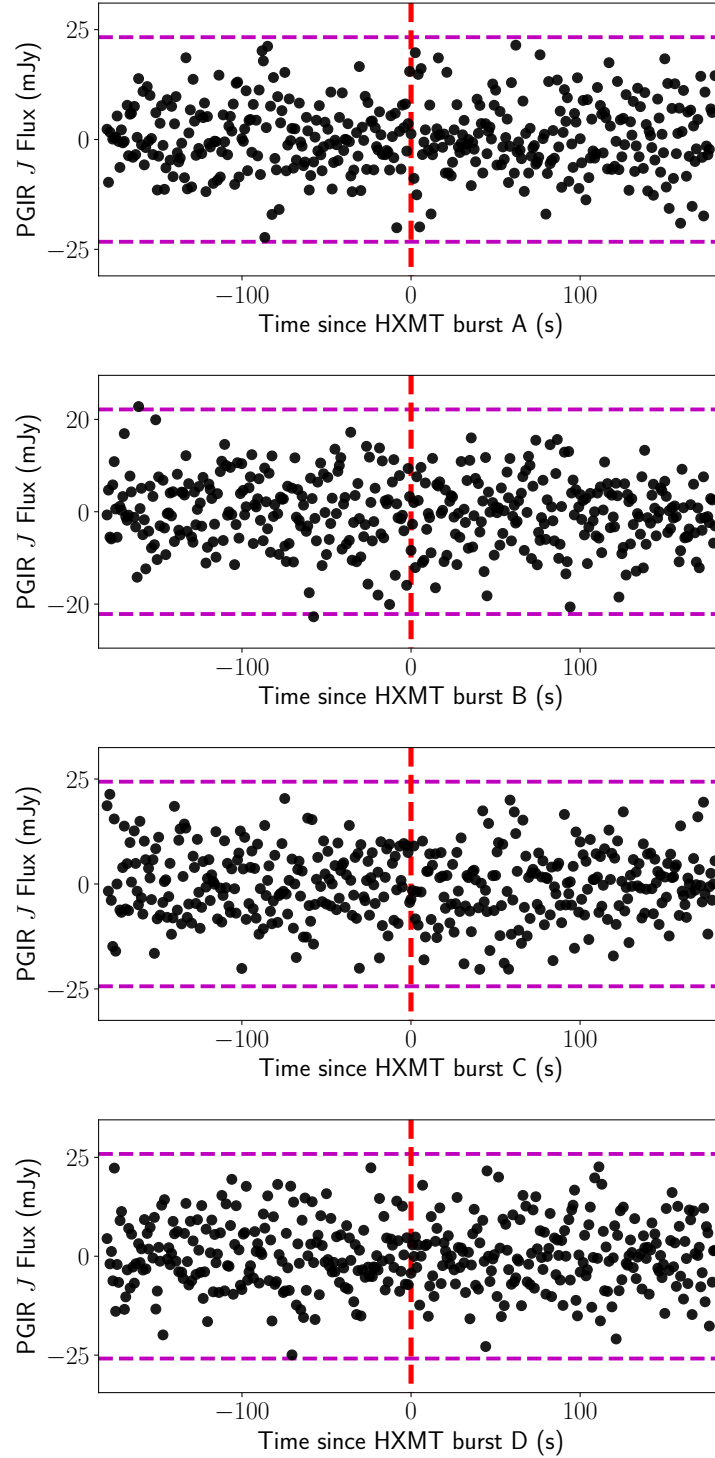 25
0
−25
PGIR J Flux (mJy)
−100 0 100
Time since HXMT burst A (s)
20
0
−20
PGIR J Flux (mJy)
−100 0 100
Time since HXMT burst B (s)
25
0
−25
PGIR J Flux (mJy)
−100 0 100
Time since HXMT burst C (s)
25
0
−25
PGIR J Flux (mJy)
−100 0 100
Time since HXMT burst D (s)